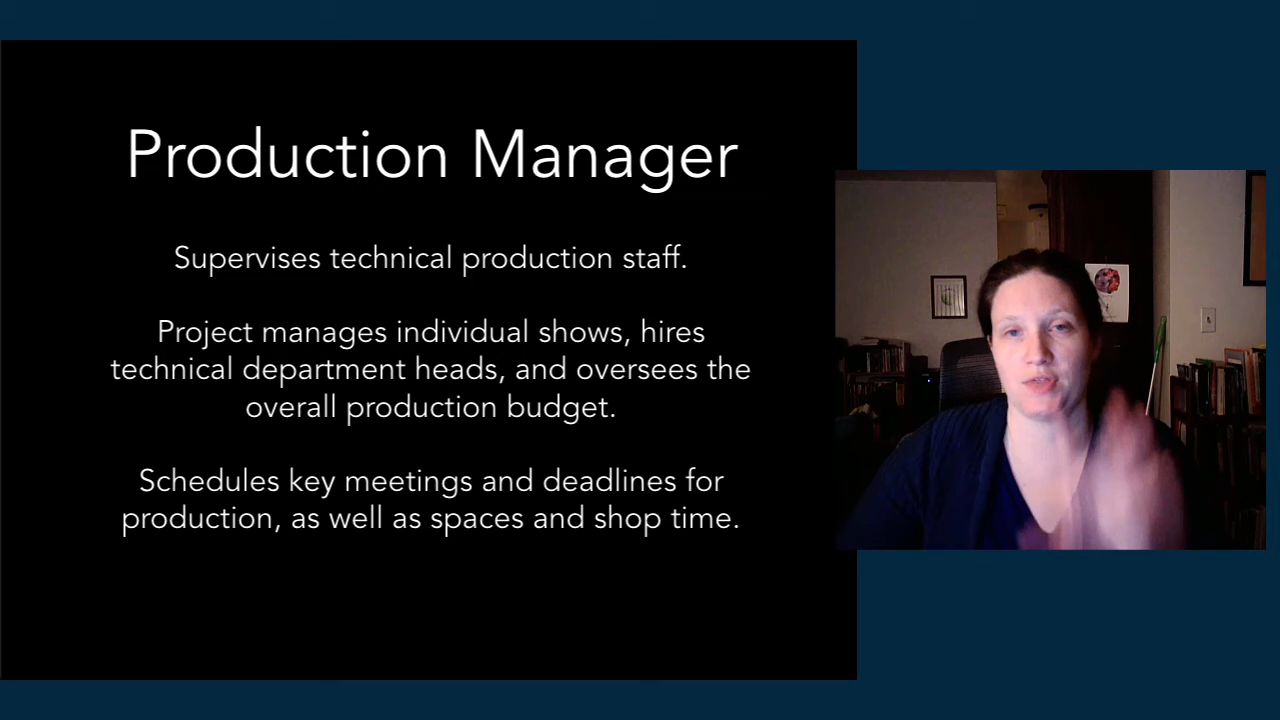 Production Manager
Supervises technical production staff.
Project manages individual shows, hires
technical department heads, and oversees the
overall production budget.
Schedules key meetings and deadlines for
production, as well as spaces and shop time.